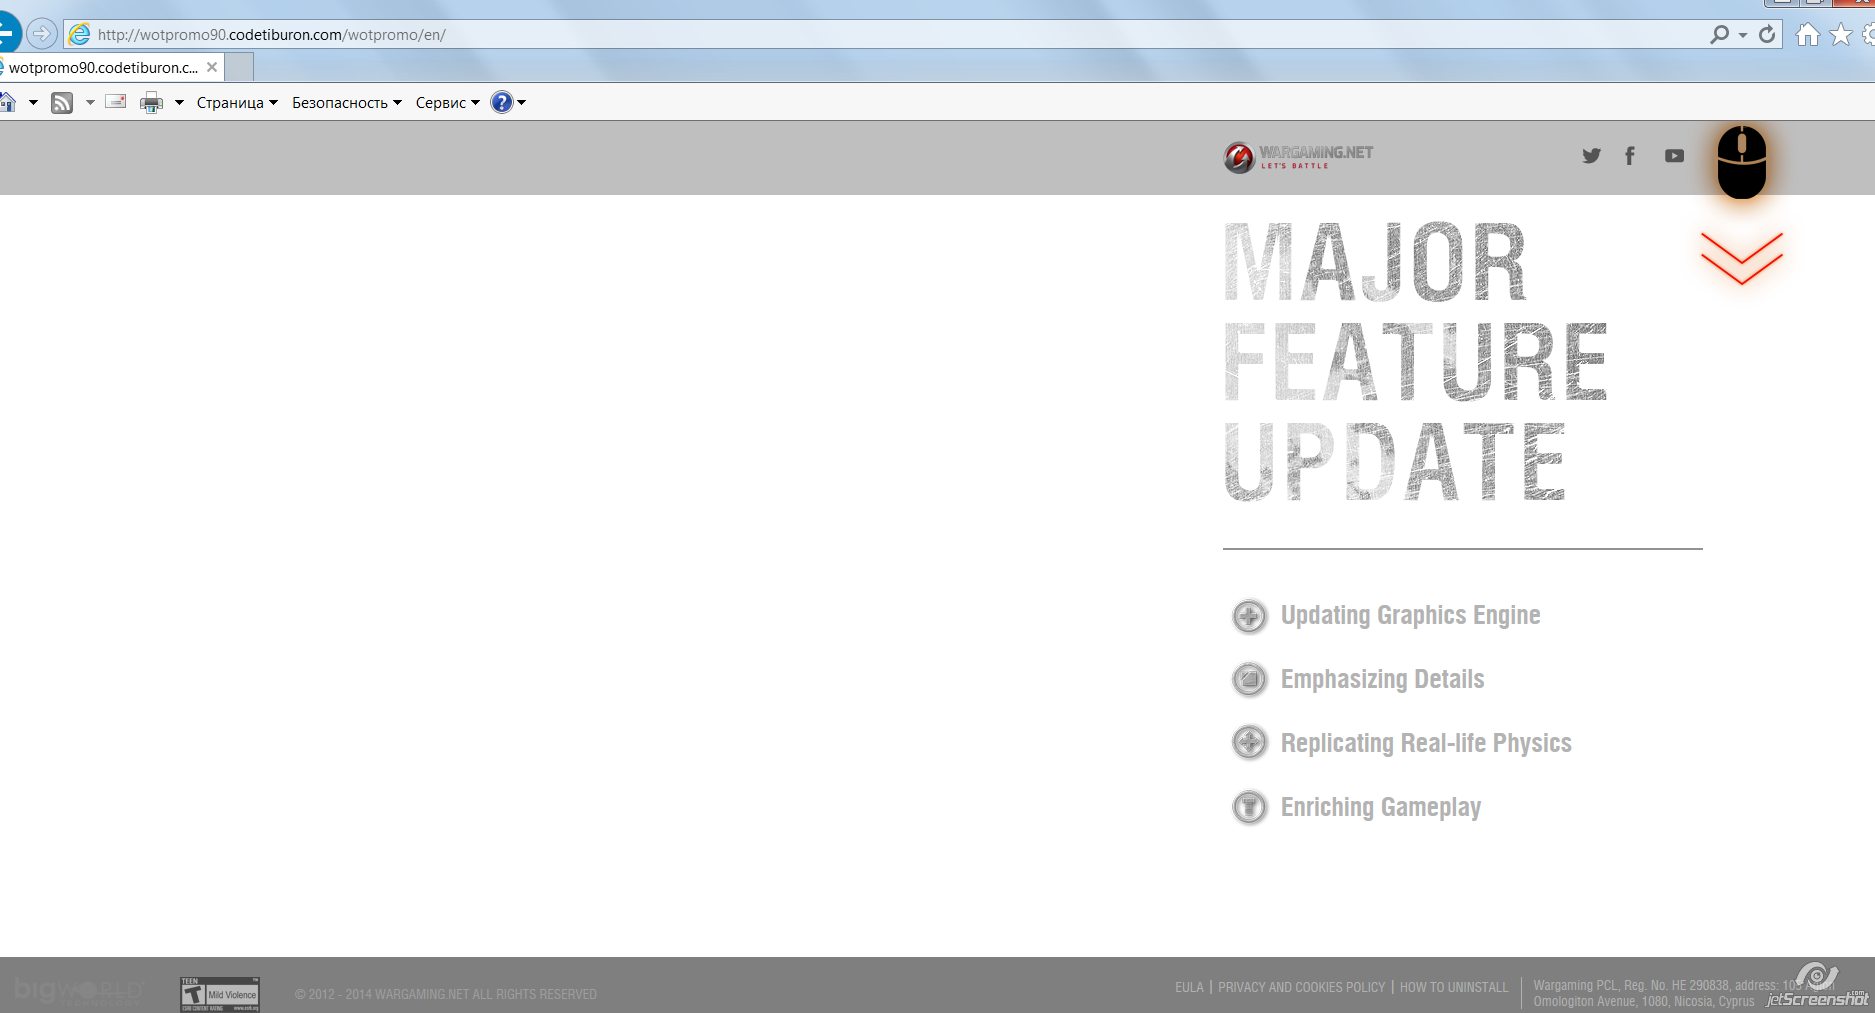 http://wotpromo90.codetiburon.com/wotpromo/en/
wotpromo90.codetiburon.c...
Страница Безопасность Сервис
WARGAMING.NET
LET'S BATTLE
MAJOR
FEATURE
UPDATE
Updating Graphics Engine
Emphasizing Details
Replicating Real-life Physics
Enriching Gameplay
bigWORLD
TECHNOLOGY
TEEN
T
Mild Violence
© 2012 - 2014 WARGAMING.NET ALL RIGHTS RESERVED
EULA | PRIVACY AND COOKIES POLICY | HOW TO UNINSTALL
Wargaming PCL, Reg. No. HE 290838, address: 105 Agion
Omologiton Avenue, 1080, Nicosia, Cyprus
jetScreenshot.com